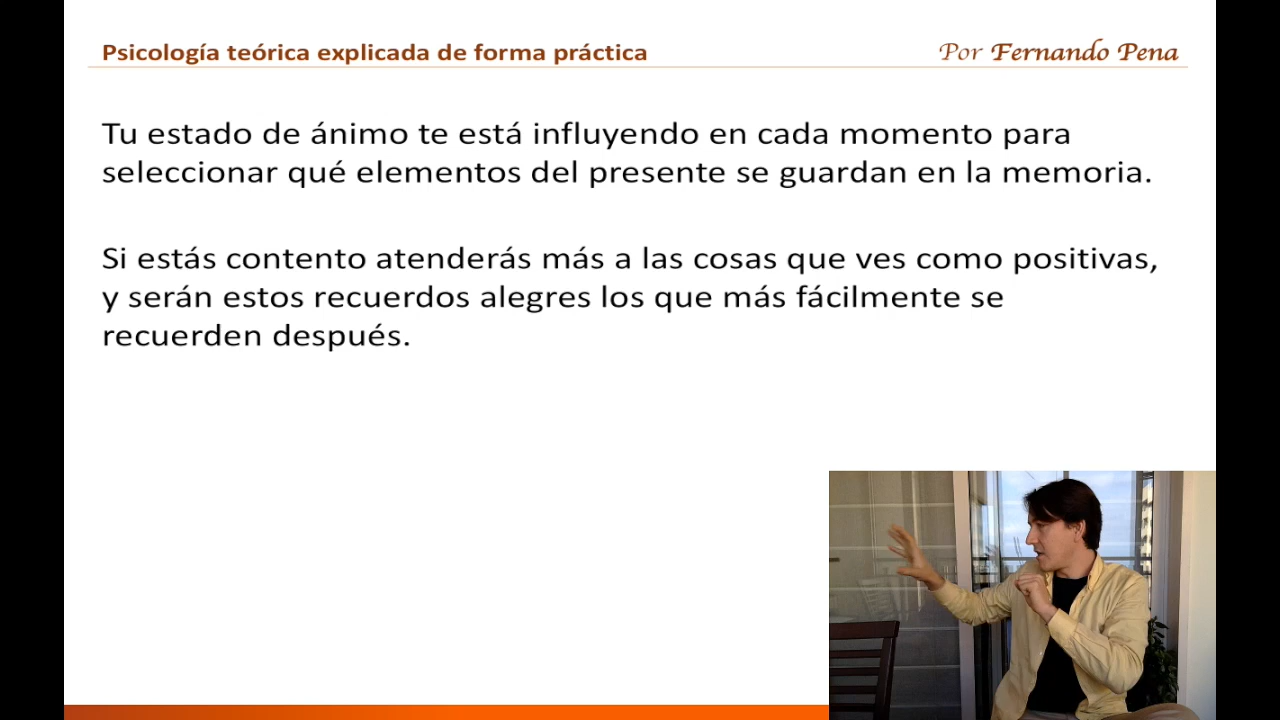 Psicología teórica explicada de forma práctica
Por Fernando Pena
Tu estado de ánimo te está influyendo en cada momento para
seleccionar qué elementos del presente se guardan en la memoria.
Si estás contento atenderás más a las cosas que ves como positivas,
y serán estos recuerdos alegres los que más fácilmente se
recuerden después.